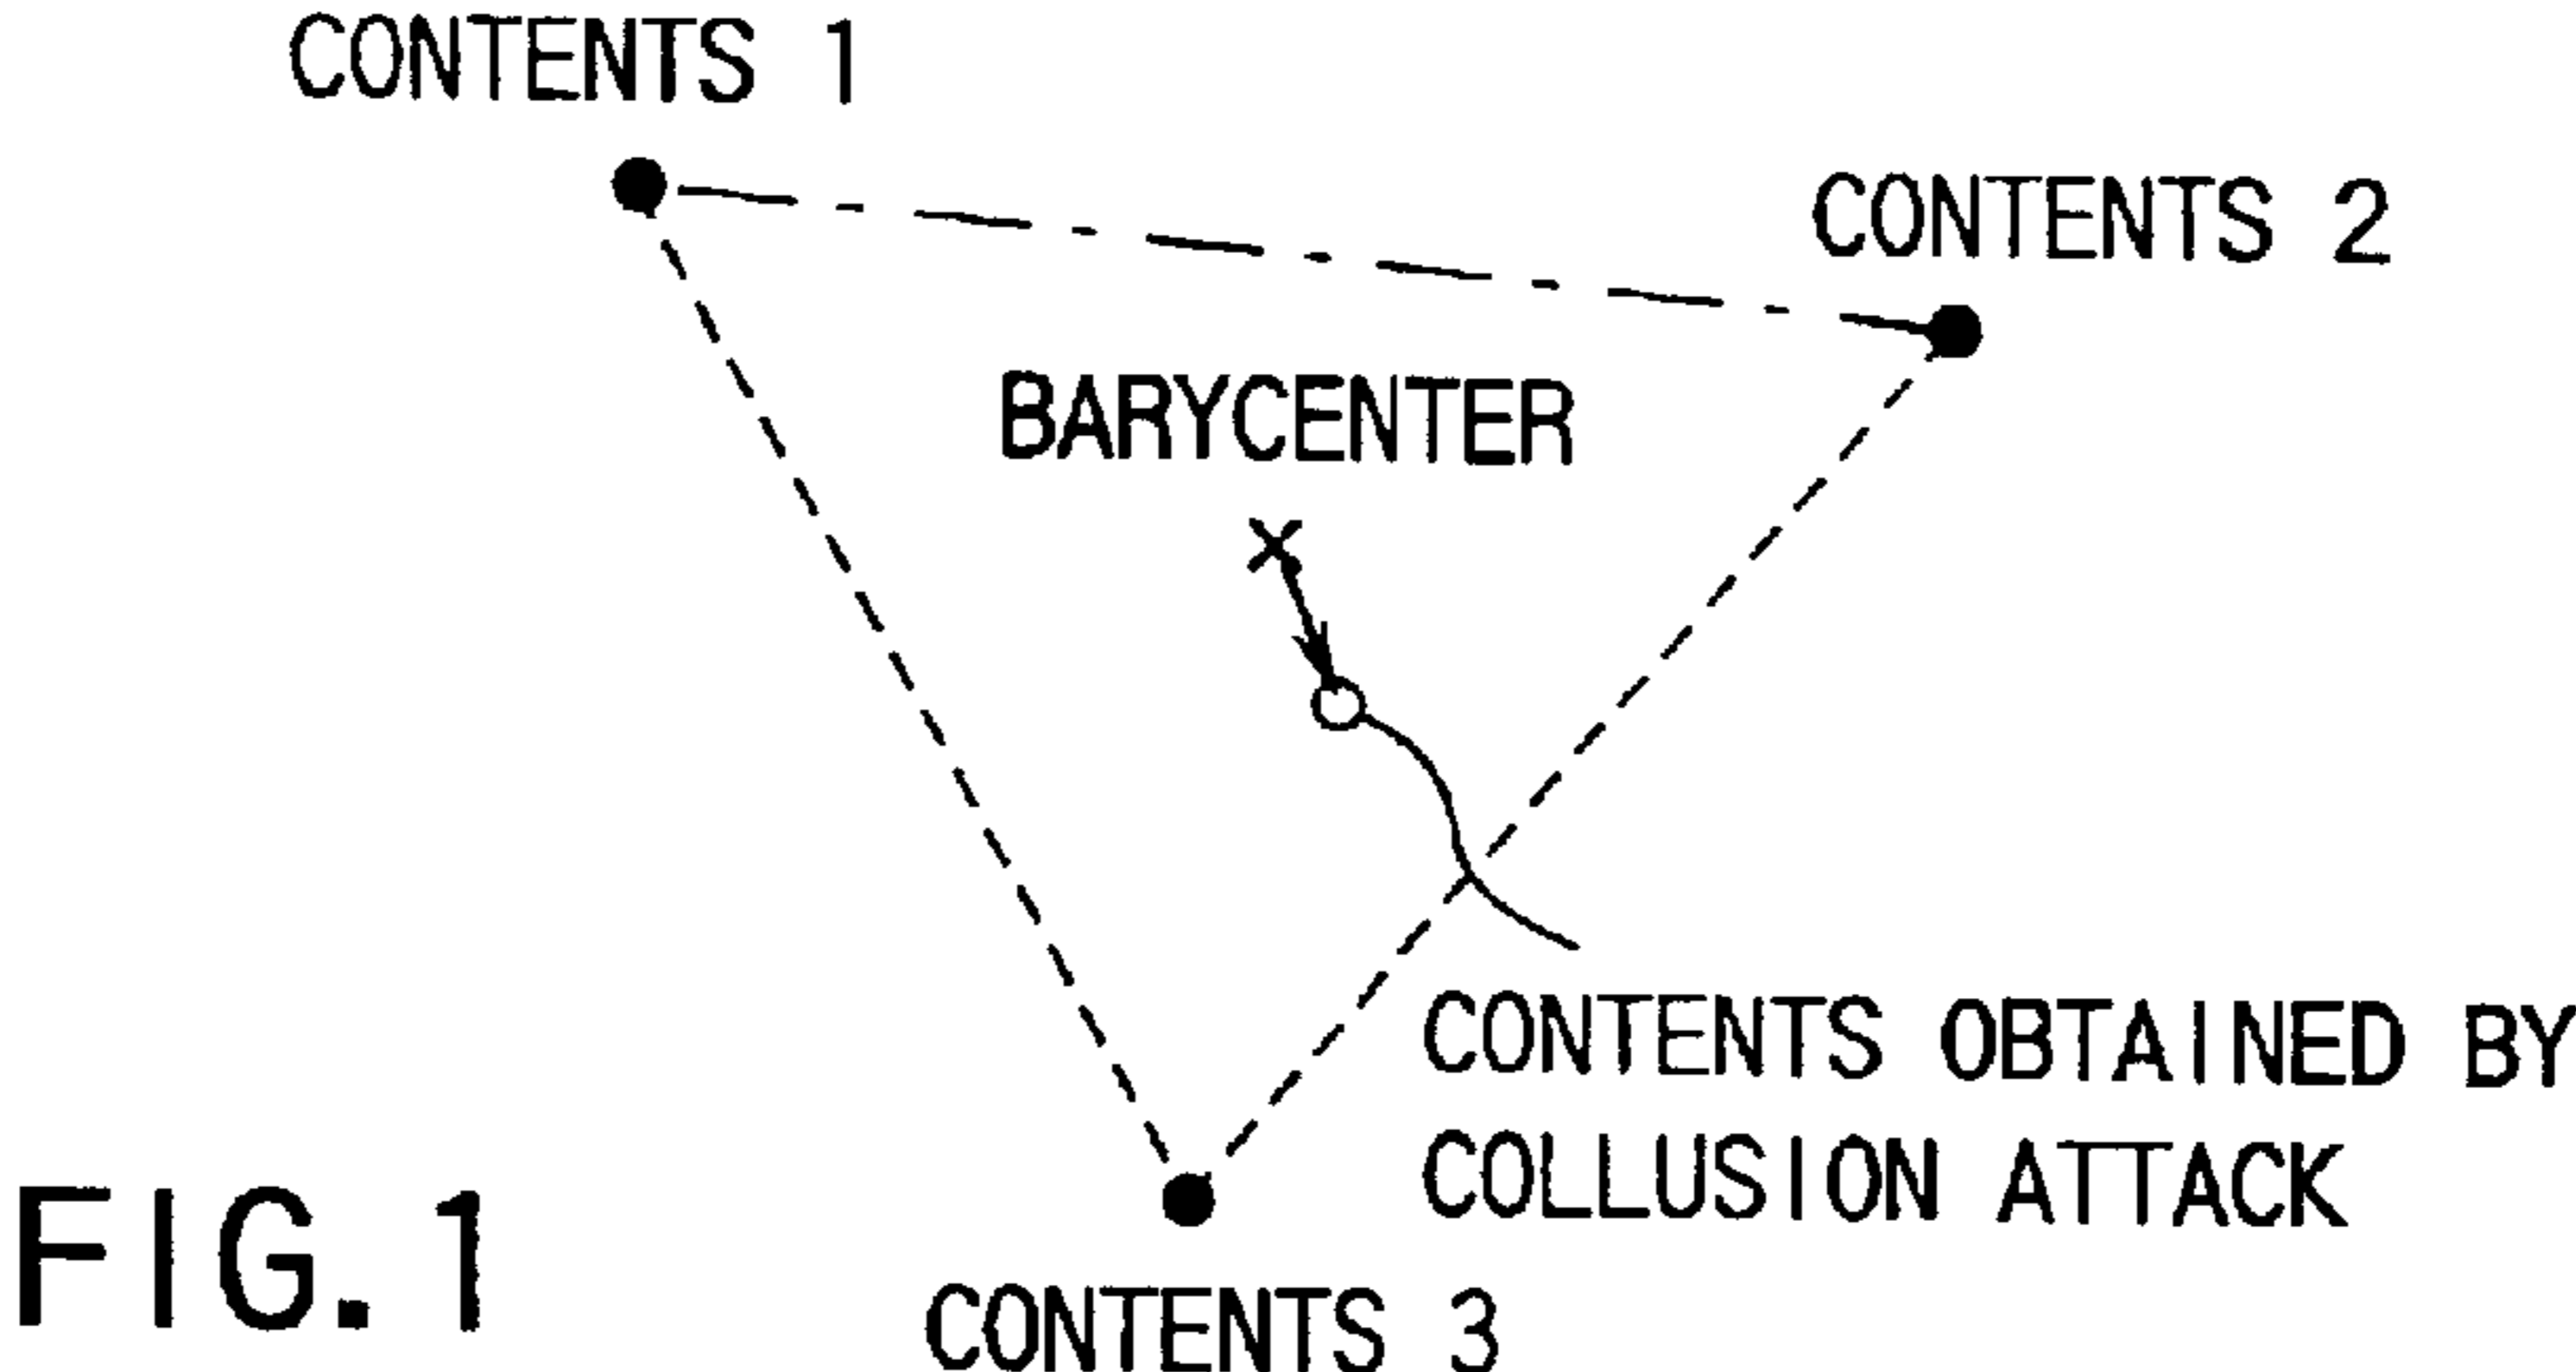 CONTENTS 1
CONTENTS 2
BARYCENTER
CONTENTS OBTAINED BY
COLLUSION ATTACK
CONTENTS 3
FIG.1